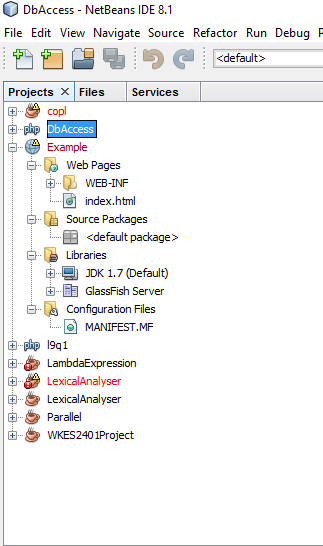 DbAccess - NetBeans IDE 8.1
File Edit View Navigate Source Refactor Run Debug
<default>
Projects Files Services
copl
php DbAccess
Example
Web Pages
WEB-INF
index.html
Source Packages
<default package>
Libraries
JDK 1.7 (Default)
GlassFish Server
Configuration Files
MANIFEST.MF
php l9q1
LambdaExpression
LexicalAnalyser
LexicalAnalyser
Parallel
WKES2401Project